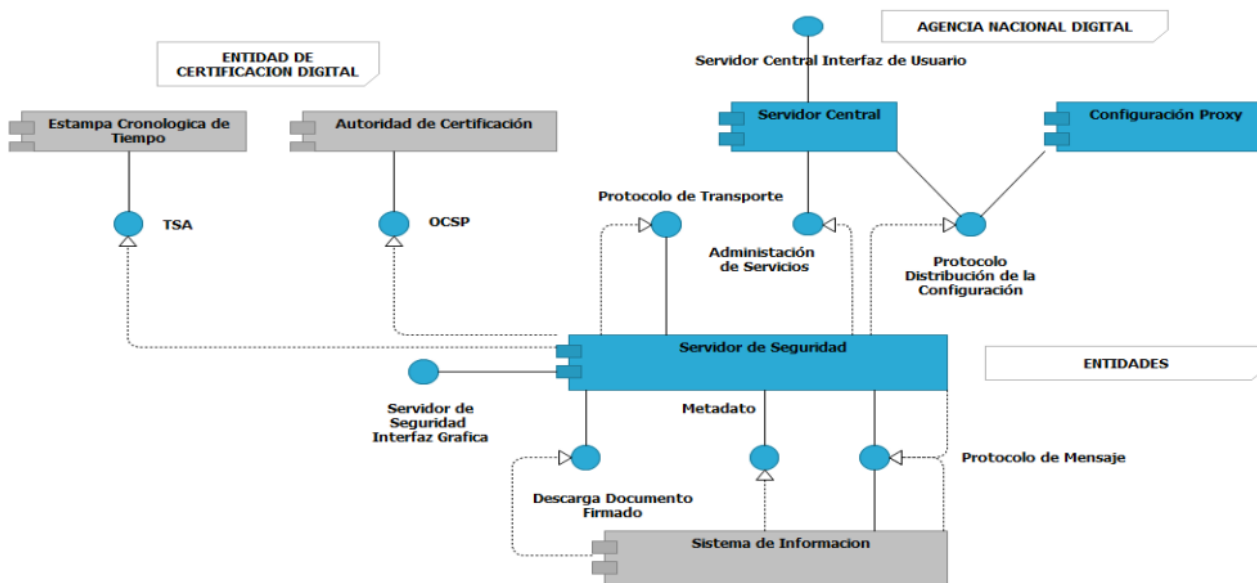 AGENCIA NACIONAL DIGITAL
ENTIDAD DE
CERTIFICACION DIGITAL
Servidor Central Interfaz de Usuario
Estampa Cronologica de
Tiempo
Autoridad de Certificación
Servidor Central
Configuración Proxy
Protocolo de Transporte
TSA
OCSP
Administación
de Servicios
Protocolo
Distribución de la
Configuración
Servidor de Seguridad
ENTIDADES
Servidor de
Seguridad
Interfaz Grafica
Metadato
Protocolo de Mensaje
Descarga Documento
Firmado
Sistema de Informacion